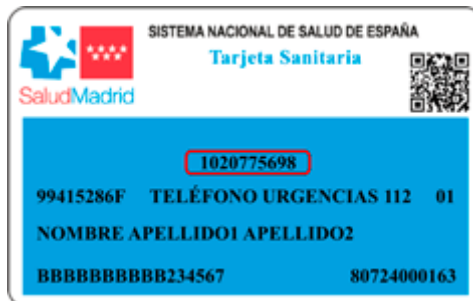 SISTEMA NACIONAL DE SALUD DE ESPAÑA
Tarjeta Sanitaria
SaludMadrid
1020775698
99415286F TELÉFONO URGENCIAS 112 01
NOMBRE APELLIDO1 APELLIDO2
BBBBBBBBBB234567 80724000163